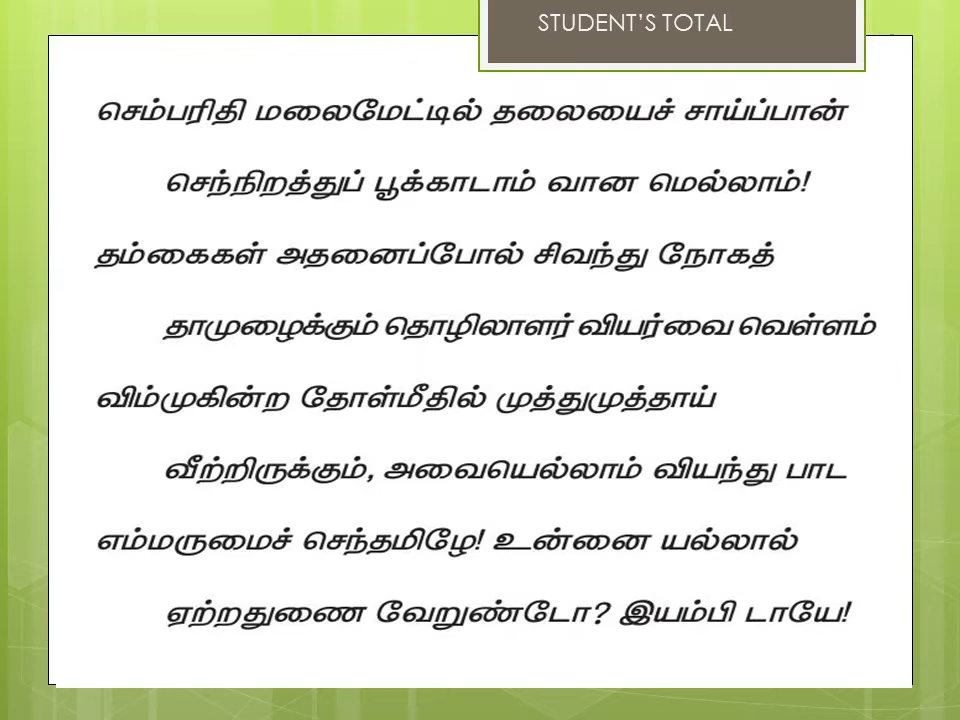 STUDENT’S TOTAL
செம்பரிதி மலைமேட்டில் தலையைச் சாய்ப்பான்
செந்நிறத்துப் பூக்காடாம் வான மெல்லாம்!
தம்கைகள் அதனைப்போல் சிவந்து நோகத்
தாமுழைக்கும் தொழிலாளர் வியர்வை வெள்ளம்
விம்முகின்ற தோள்மீதில் முத்துமுத்தாய்
வீற்றிருக்கும், அவையெல்லாம் வியந்து பாட
எம்மருமைச் செந்தமிழே! உன்னை யல்லால்
ஏற்றதுணை வேறுண்டோ? இயம்பி டாயே!